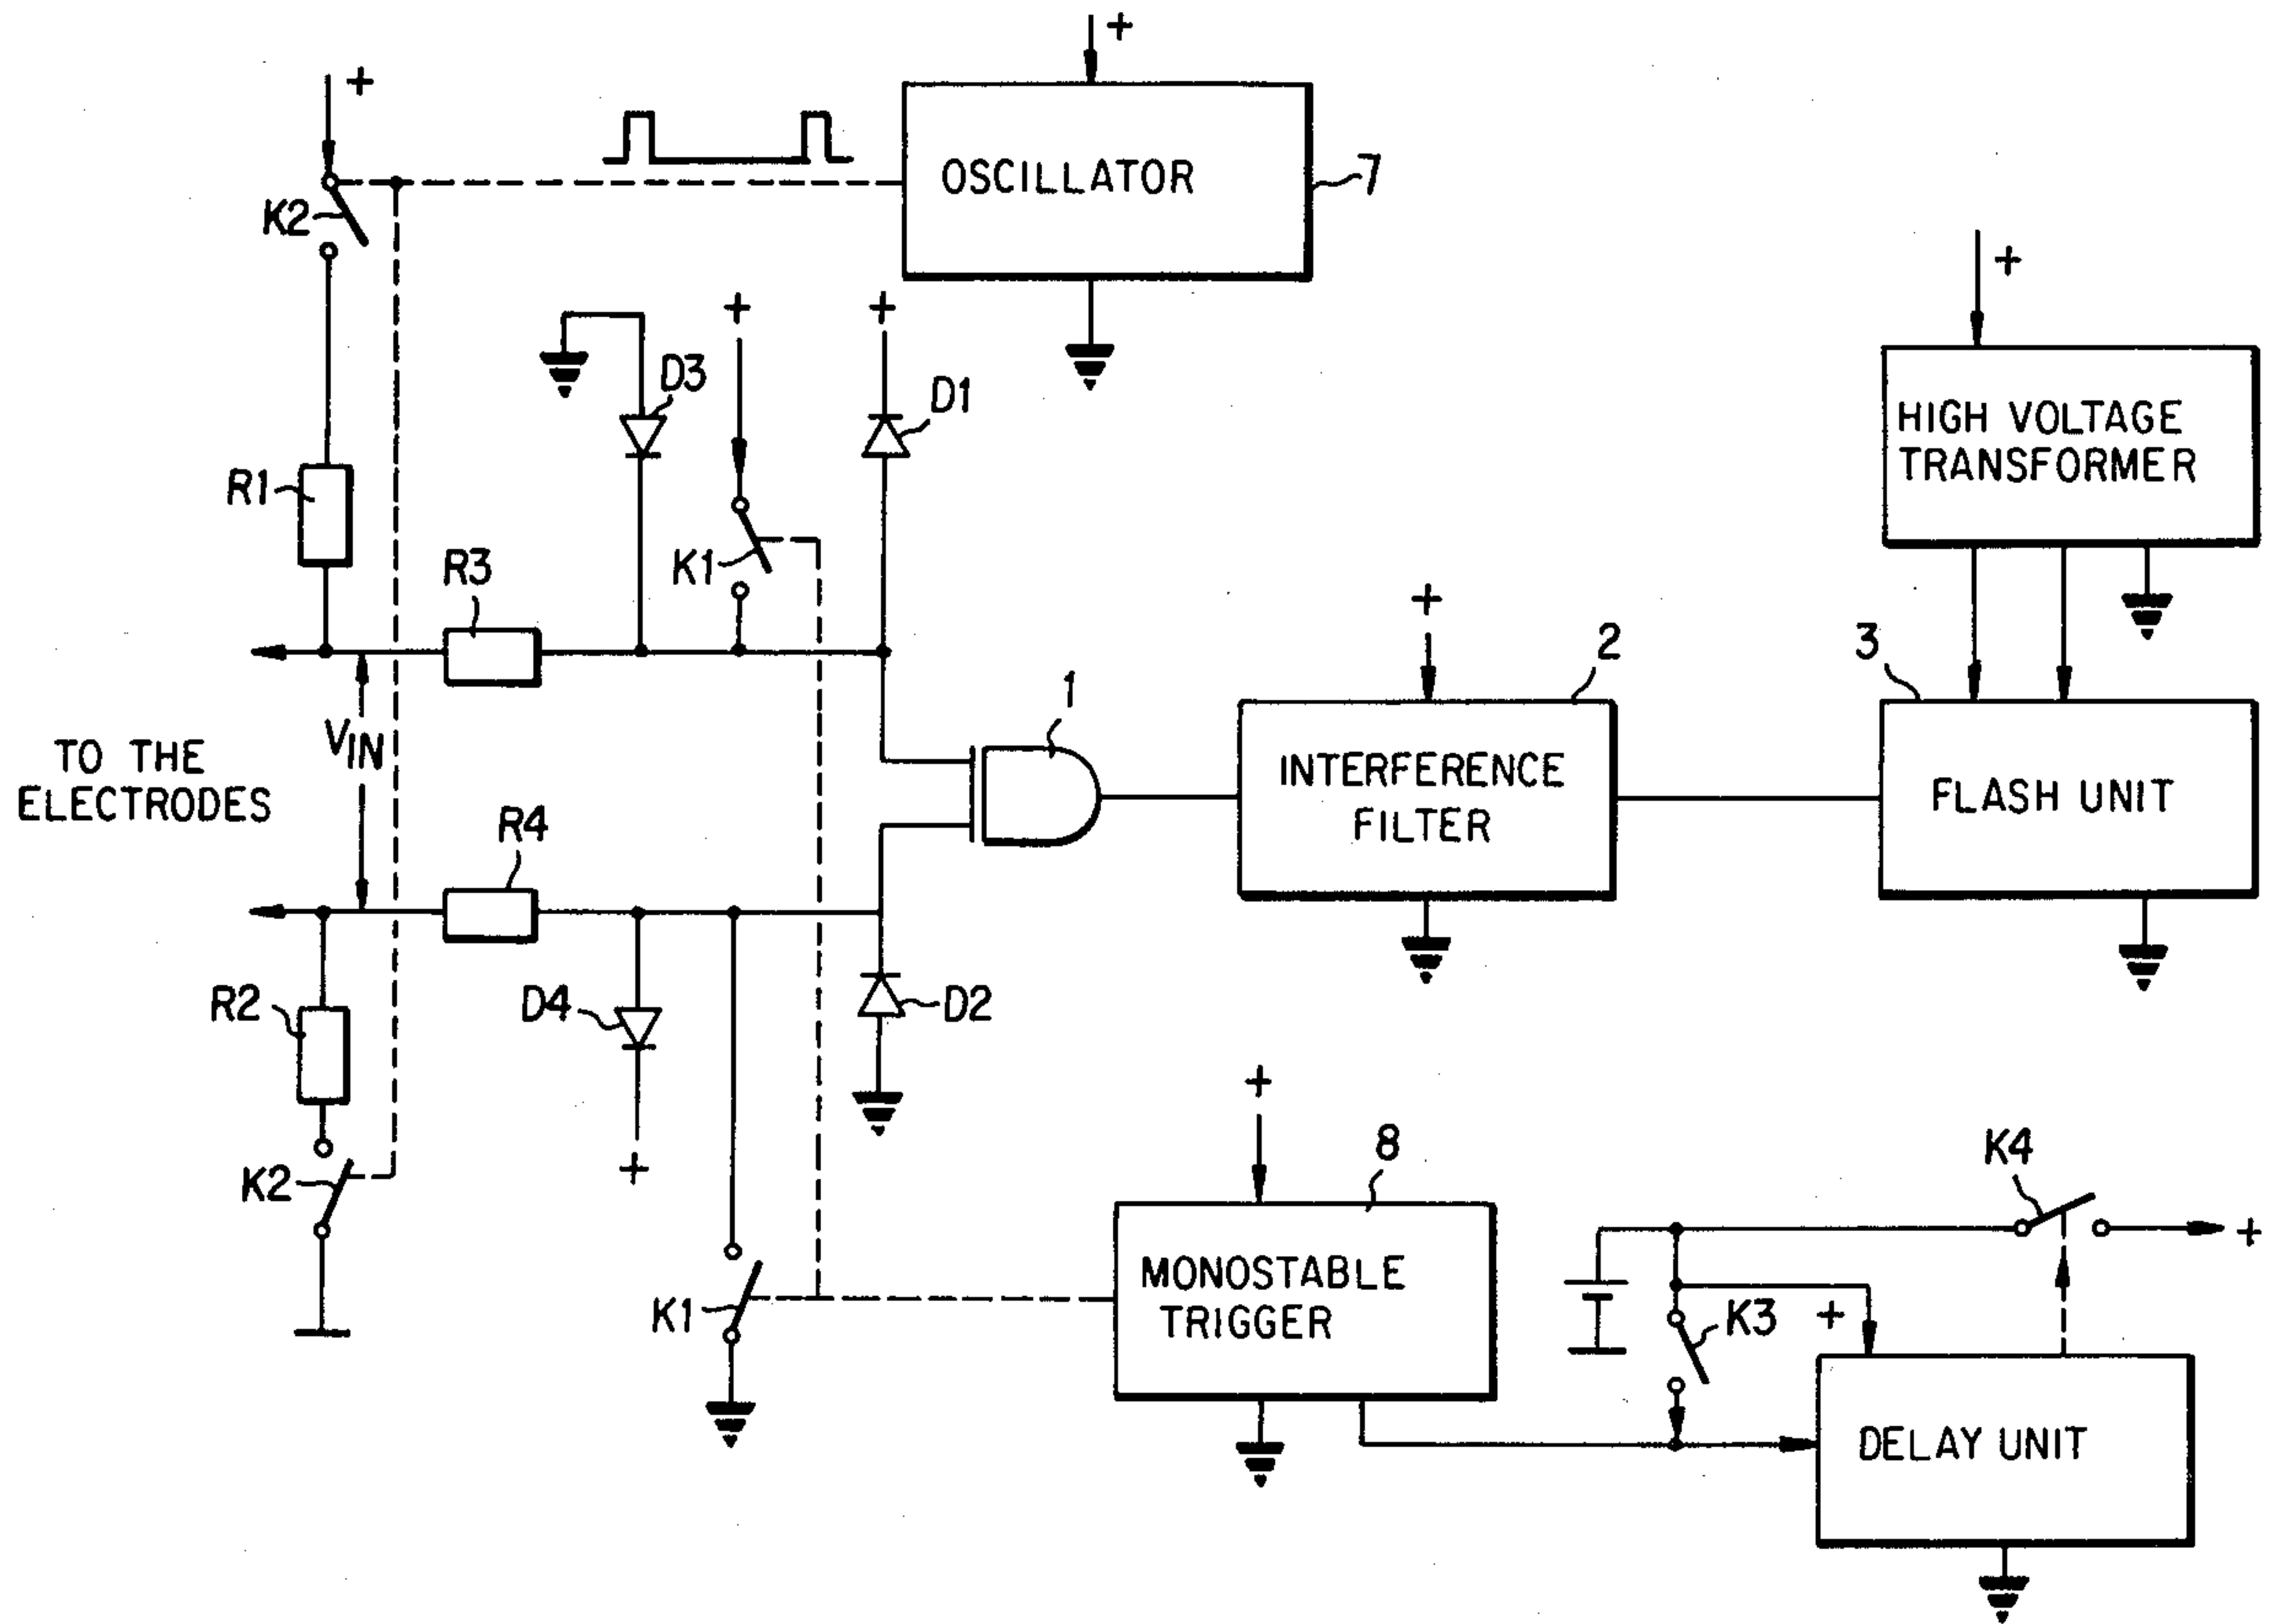 +
+
OSCILLATOR
7
K2
+
+
+
D3
D1
HIGH VOLTAGE
TRANSFORMER
R1
R3
K1
+
2
3
1
VIN
TO THE
ELECTRODES
INTERFERENCE
FILTER
FLASH UNIT
R4
R2
D4
D2
+
+
8
K4
K2
+
MONOSTABLE
TRIGGER
K1
K3
+
DELAY UNIT